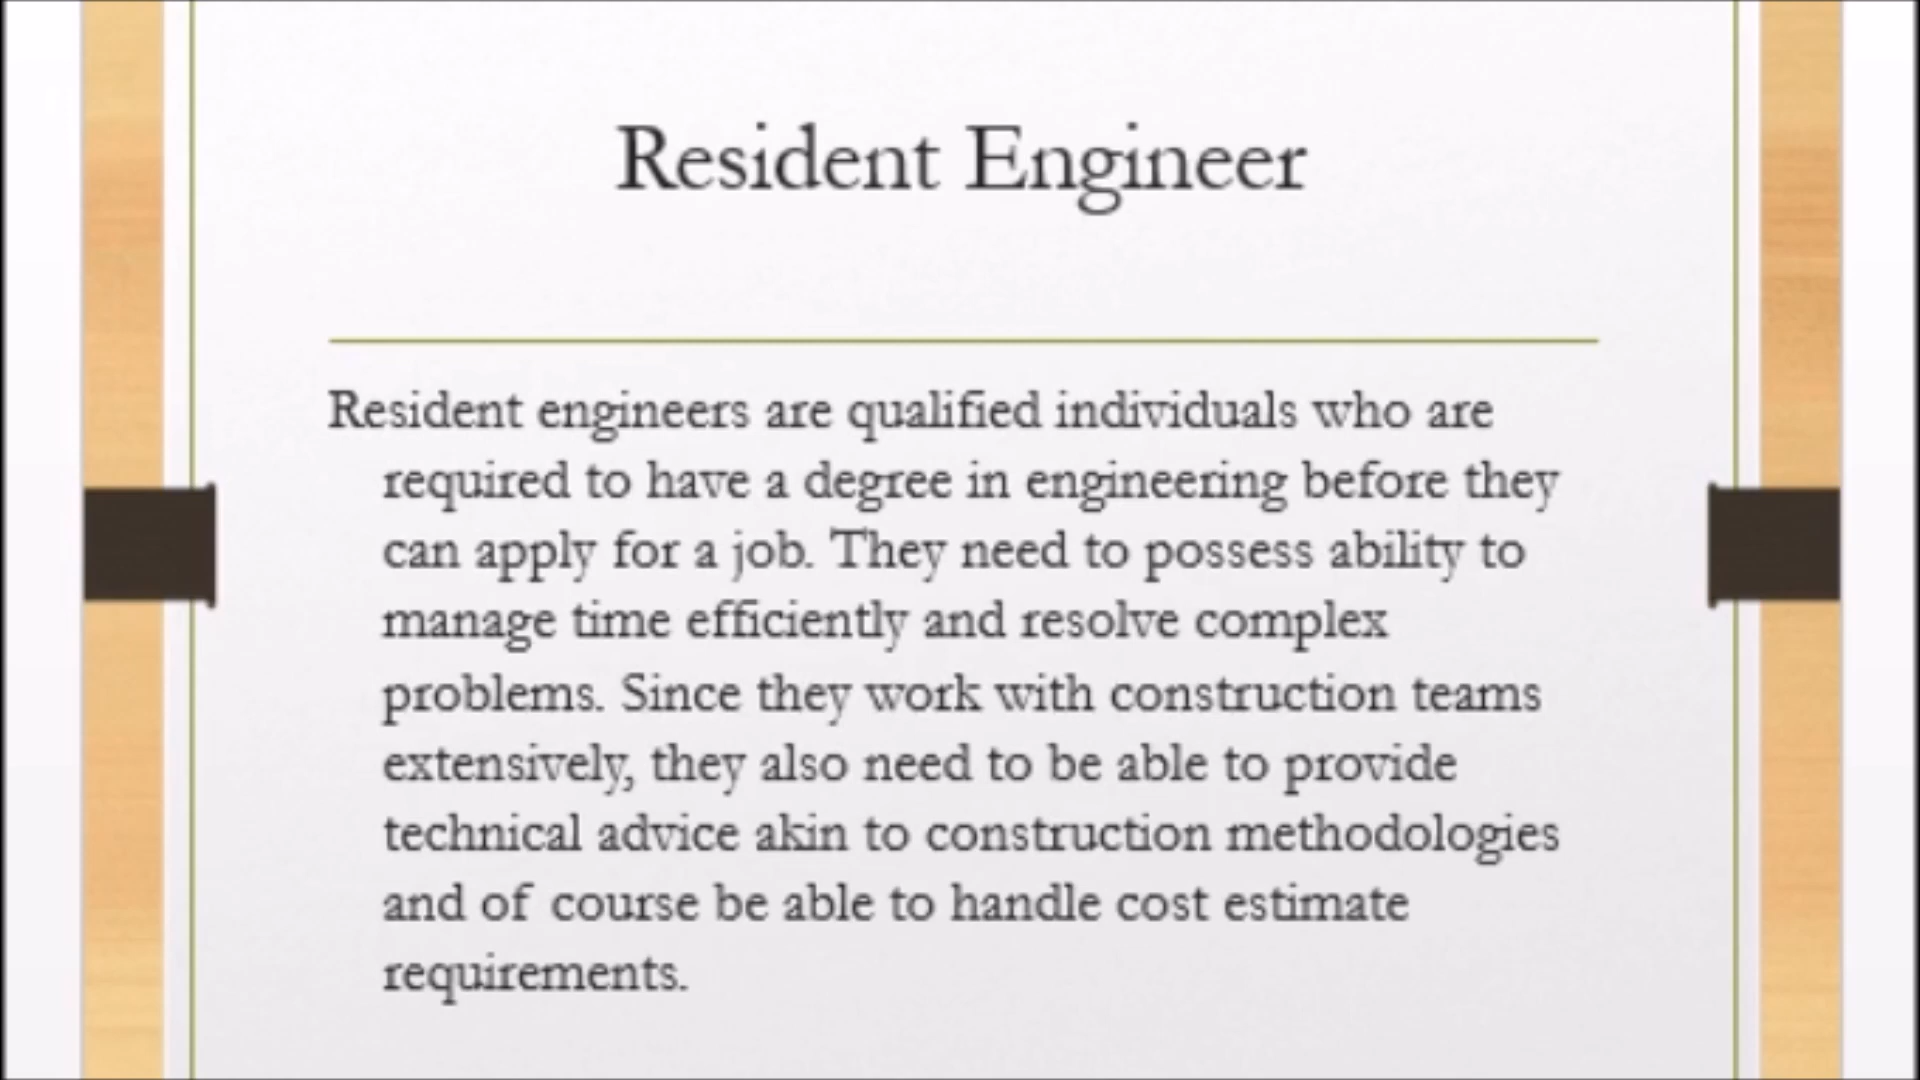 Resident Engineer
Resident engineers are qualified individuals who are
required to have a degree in engineering before they
can apply for a job. They need to possess ability to
manage time efficiently and resolve complex
problems. Since they work with construction teams
extensively, they also need to be able to provide
technical advice akin to construction methodologies
and of course be able to handle cost estimate
requirements.